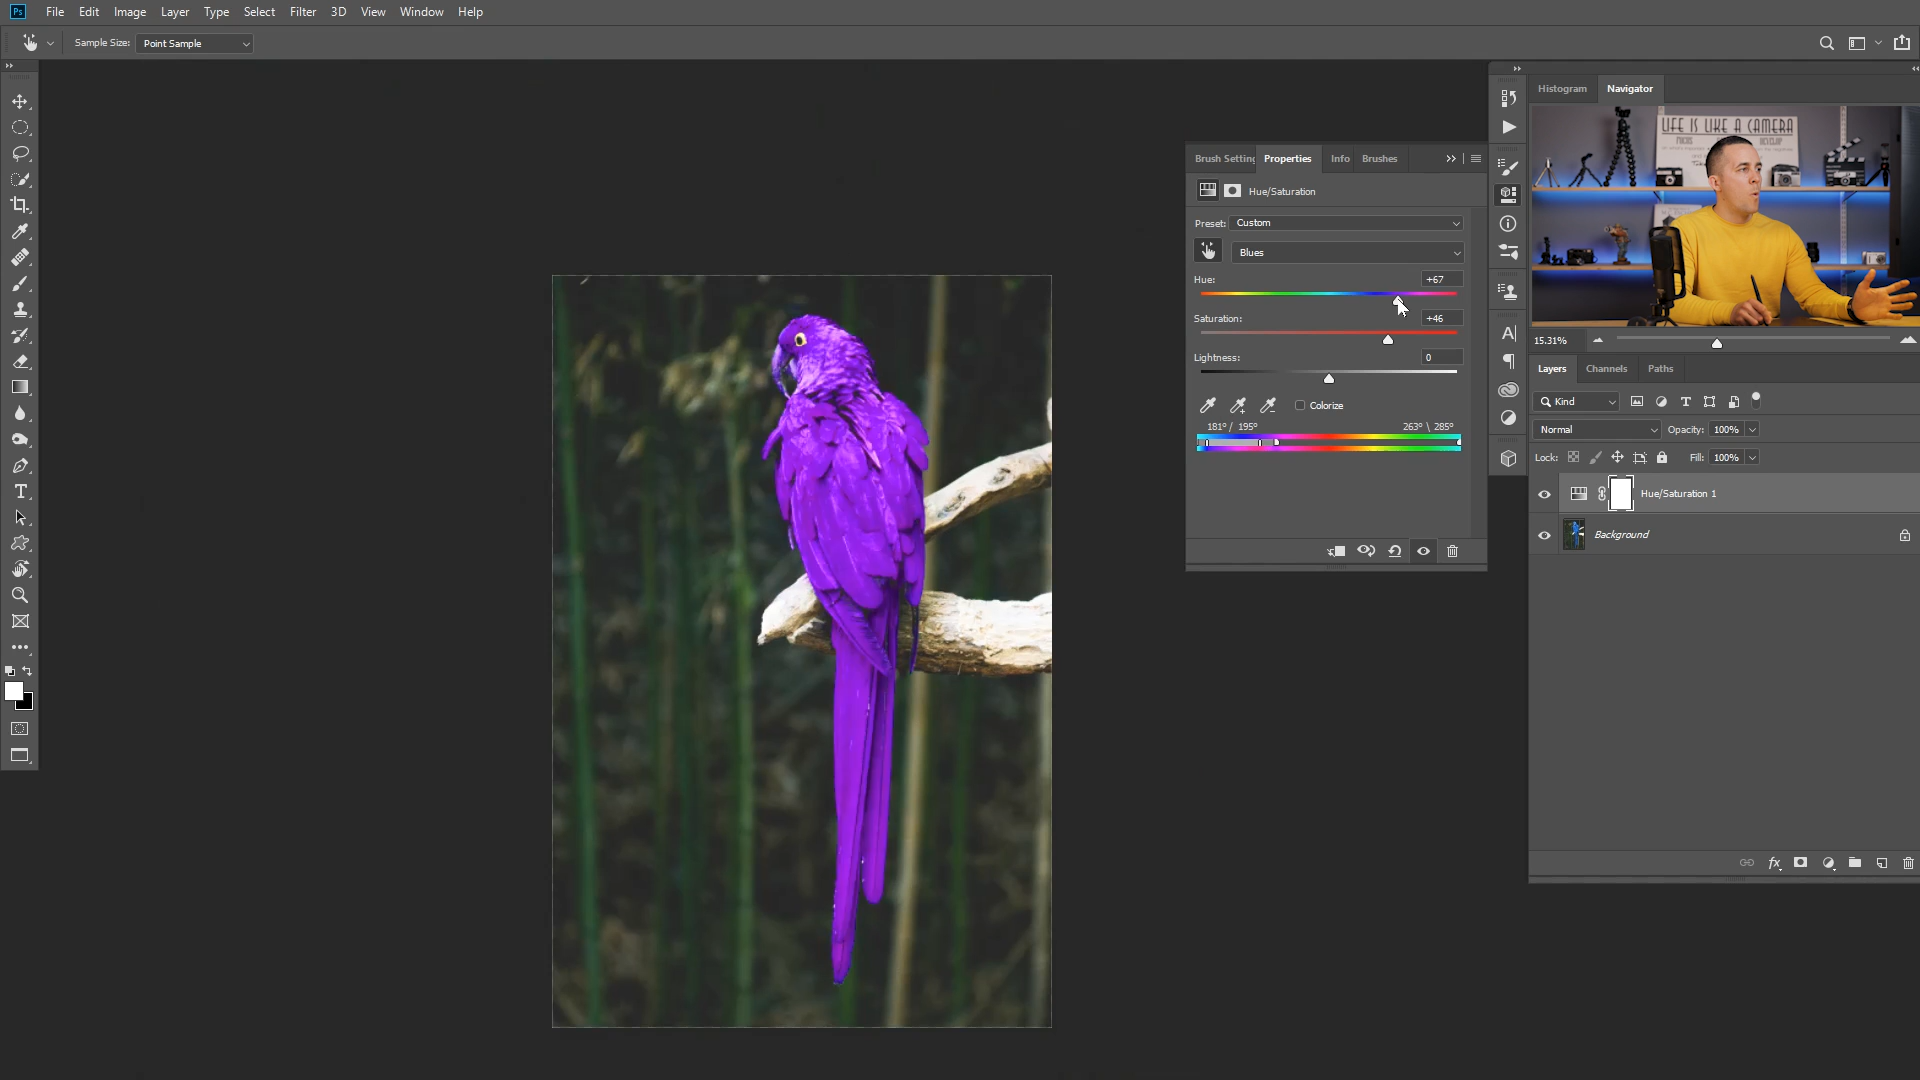 Ps File Edit Image Layer Type Select Filter 3D View Window Help
Sample Size: Point Sample
Histogram Navigator
LIFE IS LIKE A CAMERA
Brush Setting Properties Info Brushes
Hue/Saturation
Preset: Custom
Blues
Hue: +67
Saturation: +46
Lightness: 0
Colorize
181° / 195° 263° \ 285°
15.31%
Layers Channels Paths
Kind
Normal Opacity: 100%
Lock: Fill: 100%
Hue/Saturation 1
Background